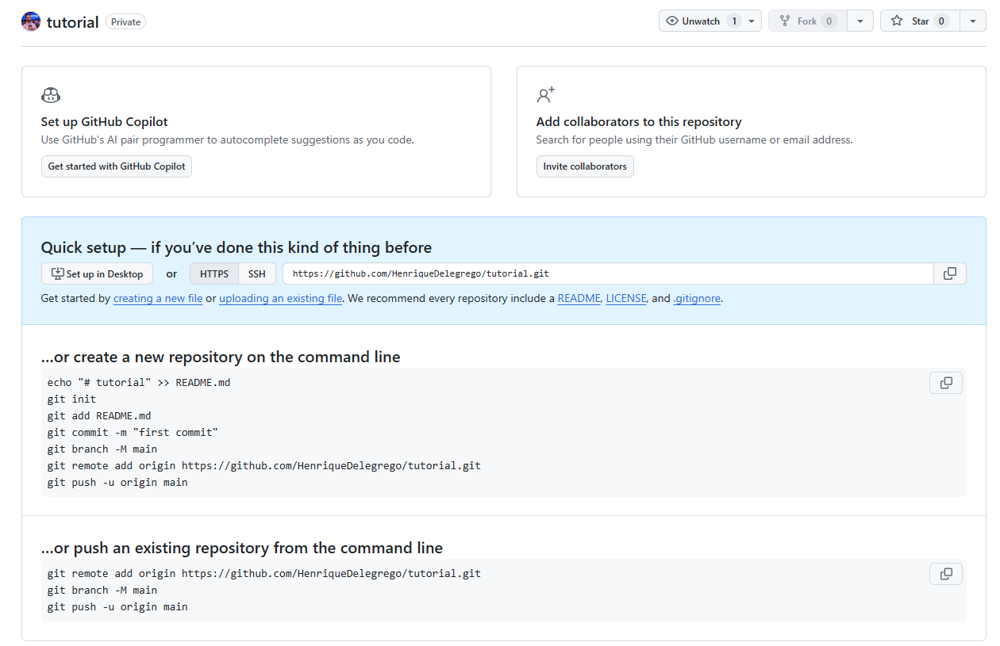 tutorial Private Unwatch 1 Fork 0 Star 0
Set up GitHub Copilot
Use GitHub's AI pair programmer to autocomplete suggestions as you code.
Get started with GitHub Copilot
Add collaborators to this repository
Search for people using their GitHub username or email address.
Invite collaborators
Quick setup — if you’ve done this kind of thing before
Set up in Desktop or HTTPS SSH https://github.com/HenriqueDelegrego/tutorial.git
Get started by creating a new file or uploading an existing file. We recommend every repository include a README, LICENSE, and .gitignore.
…or create a new repository on the command line
echo "# tutorial" >> README.md
git init
git add README.md
git commit -m "first commit"
git branch -M main
git remote add origin https://github.com/HenriqueDelegrego/tutorial.git
git push -u origin main
…or push an existing repository from the command line
git remote add origin https://github.com/HenriqueDelegrego/tutorial.git
git branch -M main
git push -u origin main